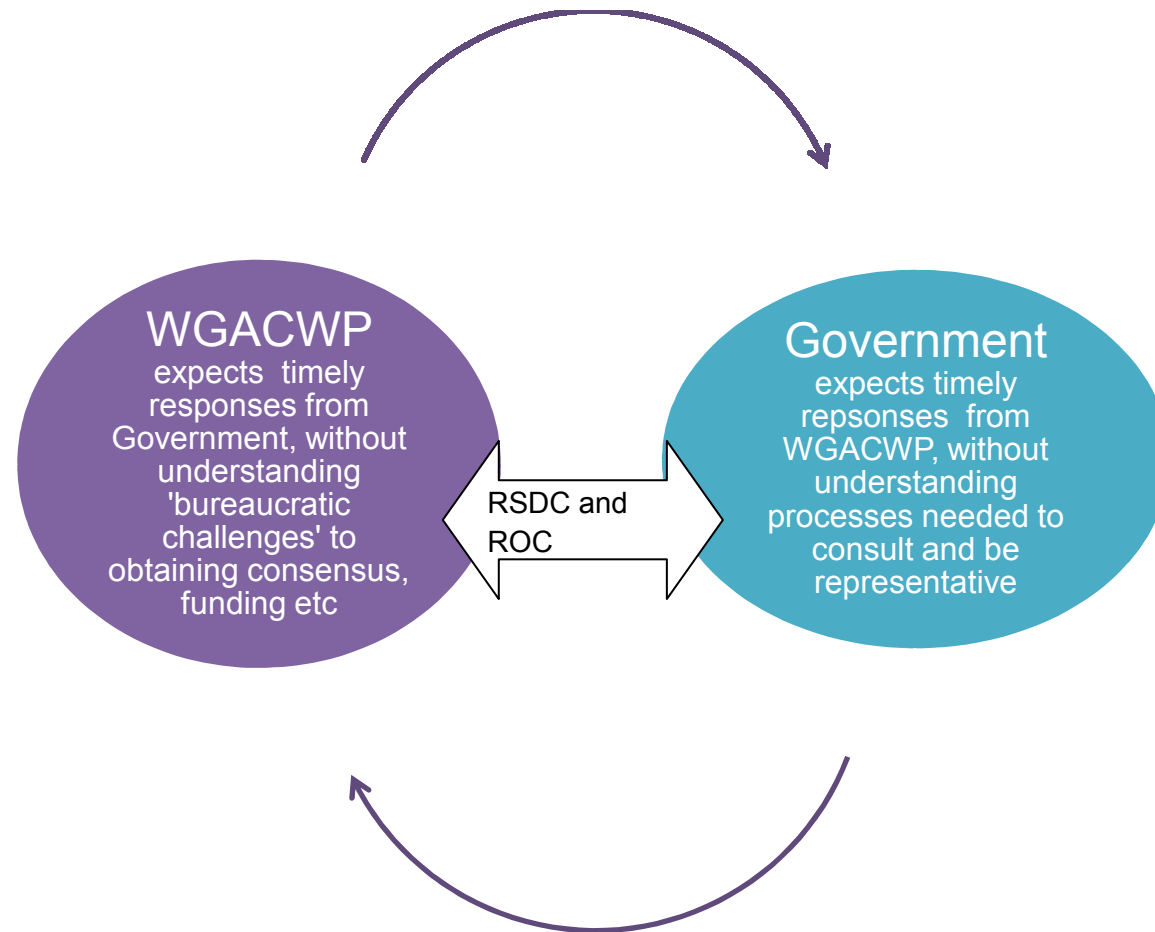 WGACWP
expects timely
responses from
Government, without
understanding
'bureaucratic
challenges' to
obtaining consensus,
funding etc
RSDC and
ROC
Government
expects timely
repsonses from
WGACWP, without
understanding
processes needed to
consult and be
representative